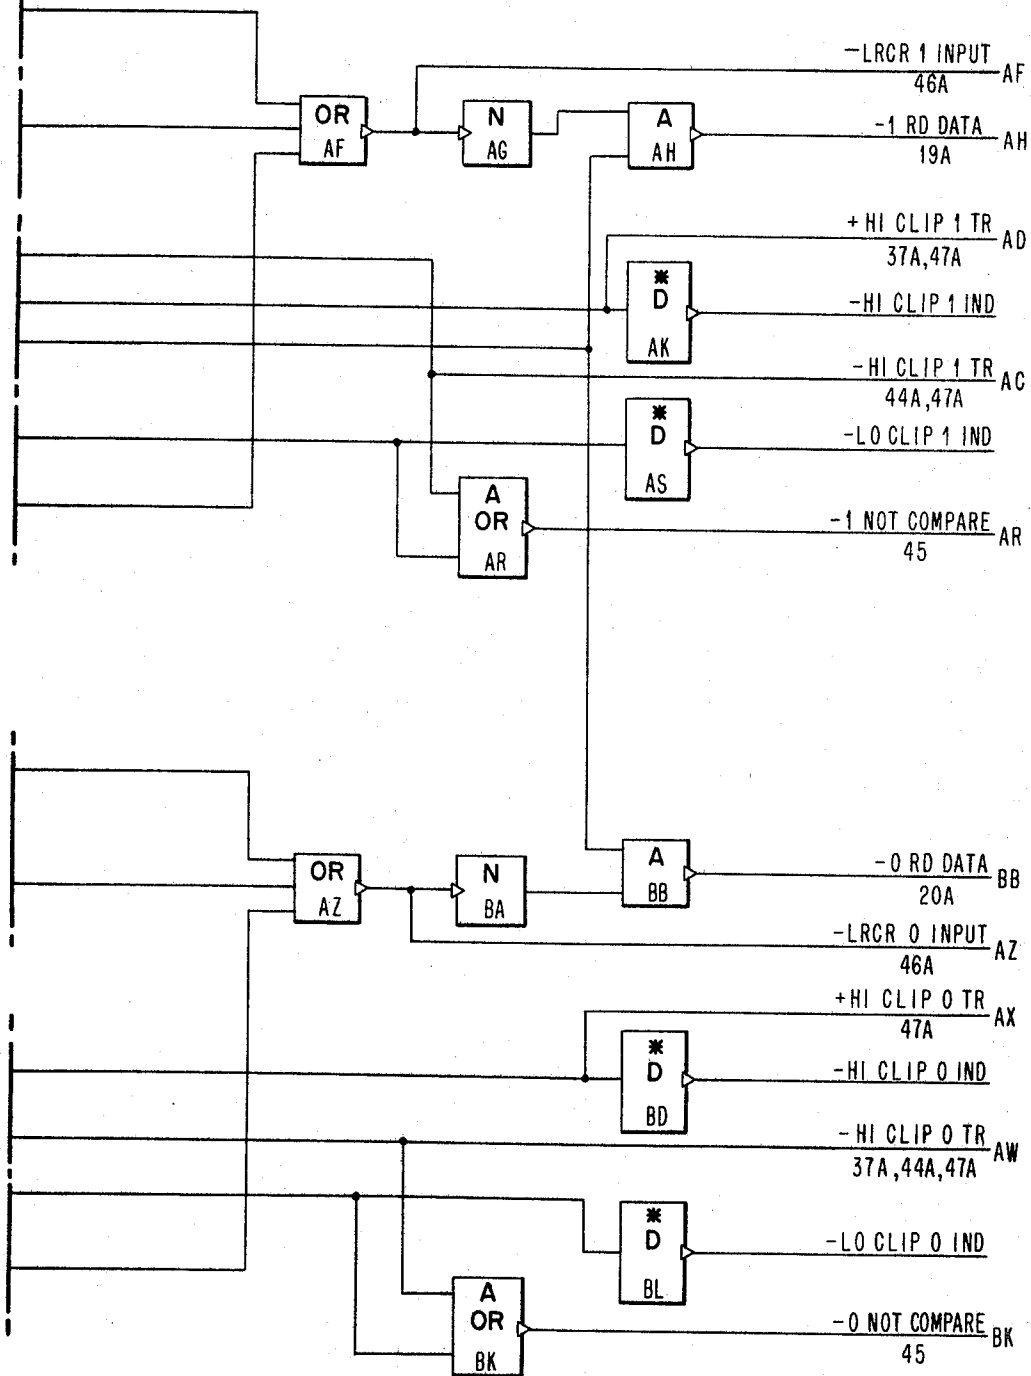 -LRCR 1 INPUT
46A
AF
OR
AF
N
AG
A
AH
-1 RD DATA
19A
AH
+HI CLIP 1 TR
37A,47A
AD
*
D
AK
-HI CLIP 1 IND
-HI CLIP 1 TR
44A,47A
AC
*
D
AS
-LO CLIP 1 IND
A
OR
AR
-1 NOT COMPARE
45
AR
OR
AZ
N
BA
A
BB
-0 RD DATA
20A
BB
-LRCR 0 INPUT
46A
AZ
+HI CLIP 0 TR
47A
AX
*
D
BD
-HI CLIP 0 IND
-HI CLIP 0 TR
37A,44A,47A
AW
*
D
BL
-LO CLIP 0 IND
A
OR
BK
-0 NOT COMPARE
45
BK